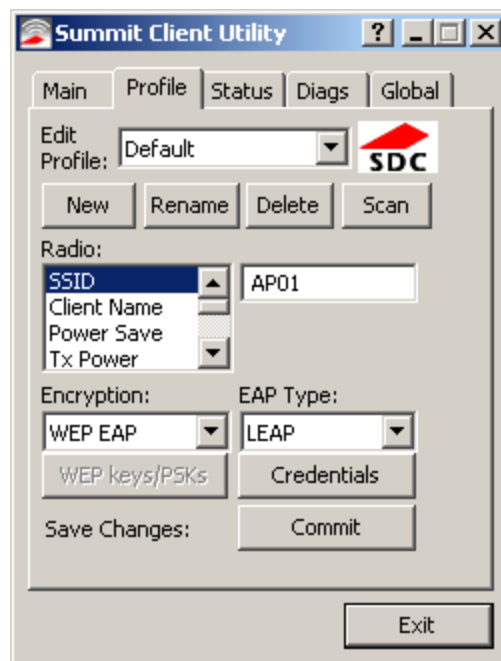 Summit Client Utility
?
Main Profile Status Diags Global
Edit
Profile:
Default
SDC
New Rename Delete Scan
Radio:
SSID
AP01
Client Name
Power Save
Tx Power
Encryption: EAP Type:
WEP EAP LEAP
WEP keys/PSKs Credentials
Save Changes: Commit
Exit